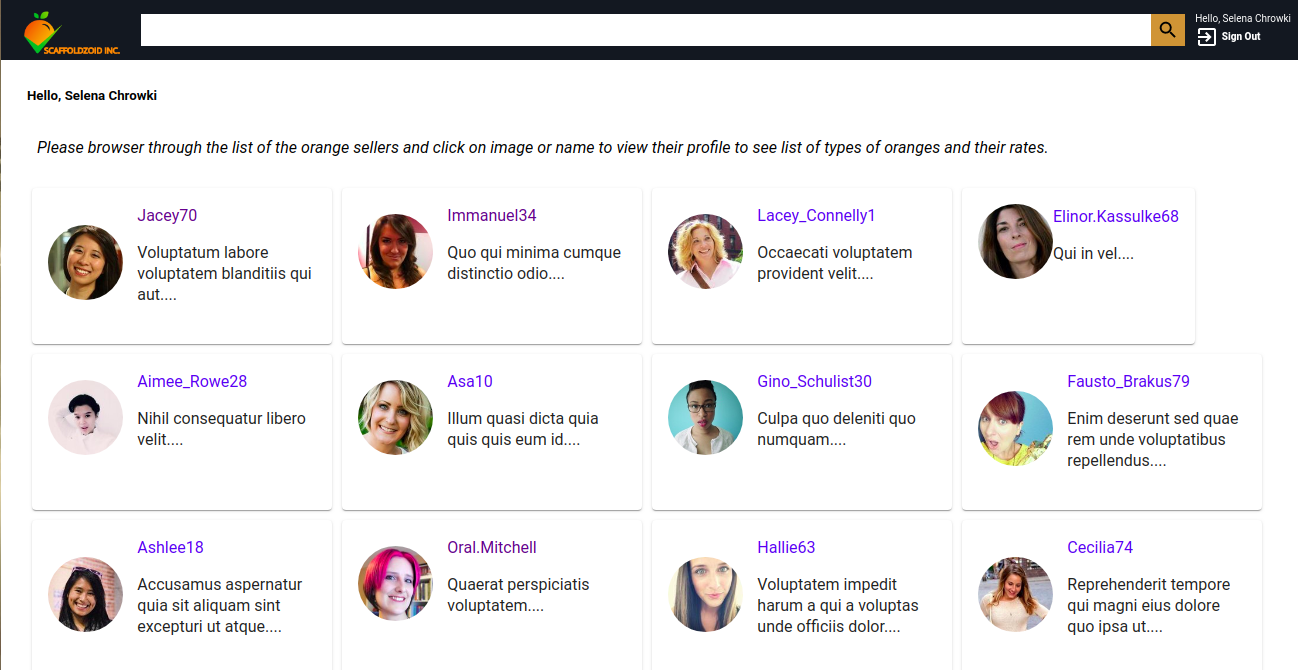 Hello, Selena Chrowki
SCAFFOLDZOID INC.
Sign Out
Hello, Selena Chrowki
Please browser through the list of the orange sellers and click on image or name to view their profile to see list of types of oranges and their rates.
Jacey70
Voluptatum labore
voluptatem blanditiis qui
aut....
Immanuel34
Quo qui minima cumque
distinctio odio....
Lacey_Connelly1
Occaecati voluptatem
provident velit....
Elinor.Kassulke68
Qui in vel....
Aimee_Rowe28
Nihil consequatur libero
velit....
Asa10
Illum quasi dicta quia
quis quis eum id....
Gino_Schulist30
Culpa quo deleniti quo
numquam....
Fausto_Brakus79
Enim deserunt sed quae
rem unde voluptatibus
repellendus....
Ashlee18
Accusamus aspernatur
quia sit aliquam sint
excepturi ut atque....
Oral.Mitchell
Quaerat perspiciatis
voluptatem....
Hallie63
Voluptatem impedit
harum a qui a voluptas
unde officiis dolor....
Cecilia74
Reprehenderit tempore
qui magni eius dolore
quo ipsa ut....